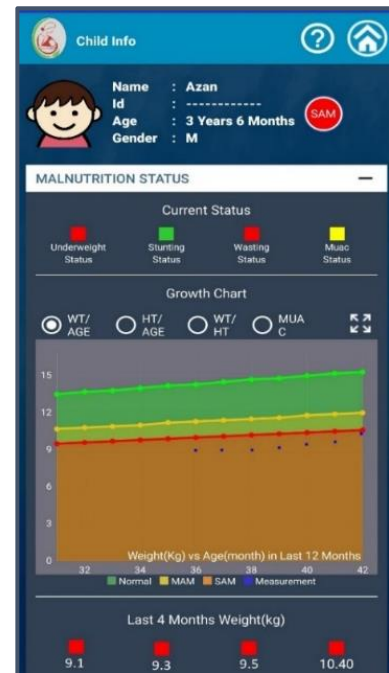 Child Info
?
Name : Azan
Id : ------------
Age : 3 Years 6 Months
Gender : M
SAM
MALNUTRITION STATUS
Current Status
Underweight Status
Stunting Status
Wasting Status
Muac Status
Growth Chart
WT/ AGE
HT/ AGE
WT/ HT
MUA C
15
12
9
6
3
0
Weight(Kg) vs Age(month) in Last 12 Months
32 34 36 38 40 42
Normal MAM SAM Measurement
Last 4 Months Weight(kg)
9.1 9.3 9.5 10.40